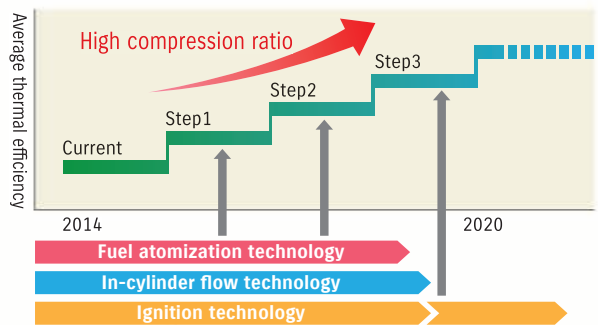 Average thermal efficiency
High compression ratio
Step3
Step2
Step1
Current
2014
2020
Fuel atomization technology
In-cylinder flow technology
Ignition technology